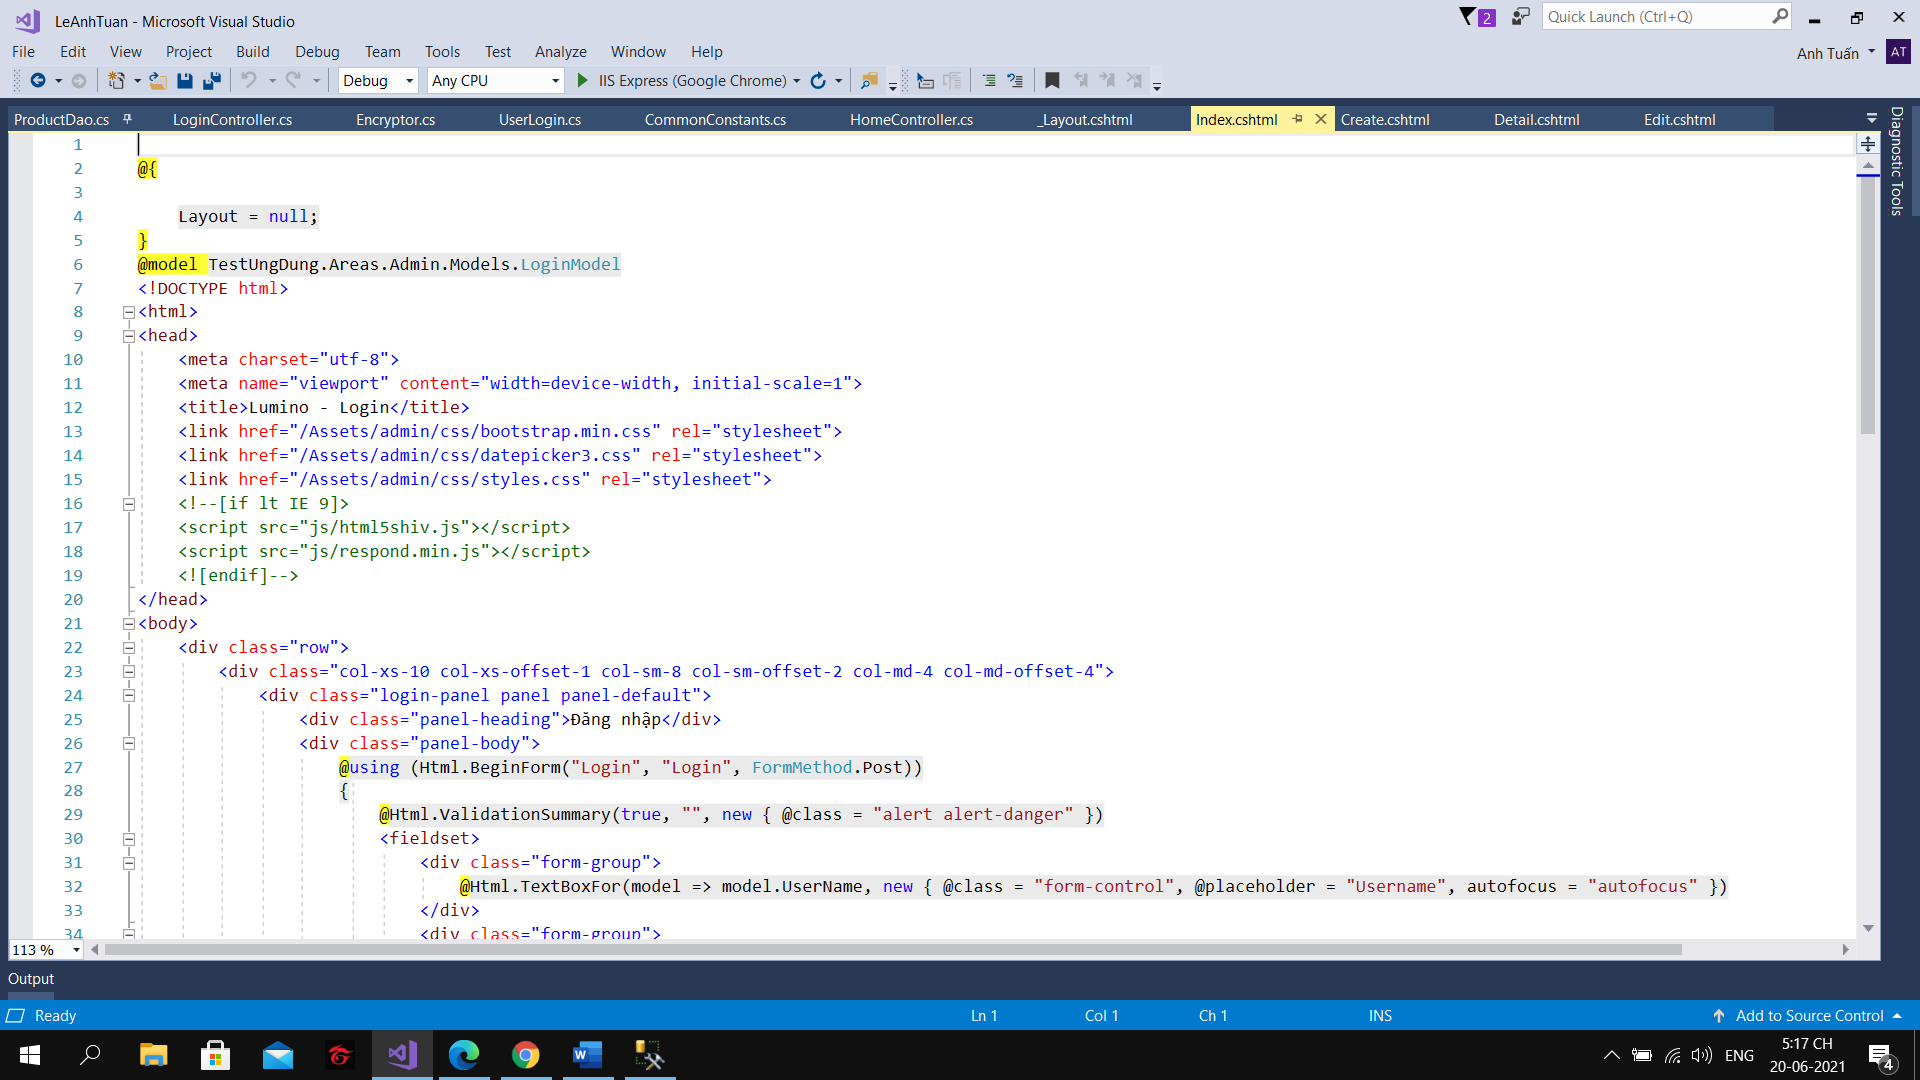 LeAnhTuan - Microsoft Visual Studio
2
Quick Launch (Ctrl+Q)
File Edit View Project Build Debug Team Tools Test Analyze Window Help
Anh Tuấn AT
Debug Any CPU IIS Express (Google Chrome)
ProductDao.cs LoginController.cs Encryptor.cs UserLogin.cs CommonConstants.cs HomeController.cs _Layout.cshtml Index.cshtml Create.cshtml Detail.cshtml Edit.cshtml
Diagnostic Tools
1
2 @{
3
4 Layout = null;
5 }
6 @model TestUngDung.Areas.Admin.Models.LoginModel
7 <!DOCTYPE html>
8 <html>
9 <head>
10 <meta charset="utf-8">
11 <meta name="viewport" content="width=device-width, initial-scale=1">
12 <title>Lumino - Login</title>
13 <link href="/Assets/admin/css/bootstrap.min.css" rel="stylesheet">
14 <link href="/Assets/admin/css/datepicker3.css" rel="stylesheet">
15 <link href="/Assets/admin/css/styles.css" rel="stylesheet">
16 <!--[if lt IE 9]>
17 <script src="js/html5shiv.js"></script>
18 <script src="js/respond.min.js"></script>
19 <![endif]-->
20 </head>
21 <body>
22 <div class="row">
23 <div class="col-xs-10 col-xs-offset-1 col-sm-8 col-sm-offset-2 col-md-4 col-md-offset-4">
24 <div class="login-panel panel panel-default">
25 <div class="panel-heading">Đăng nhập</div>
26 <div class="panel-body">
27 @using (Html.BeginForm("Login", "Login", FormMethod.Post))
28 {
29 @Html.ValidationSummary(true, "", new { @class = "alert alert-danger" })
30 <fieldset>
31 <div class="form-group">
32 @Html.TextBoxFor(model => model.UserName, new { @class = "form-control", @placeholder = "Username", autofocus = "autofocus" })
33 </div>
34 <div class="form-group">
113 %
Output
Ready Ln 1 Col 1 Ch 1 INS Add to Source Control
ENG
5:17 CH
20-06-2021
4